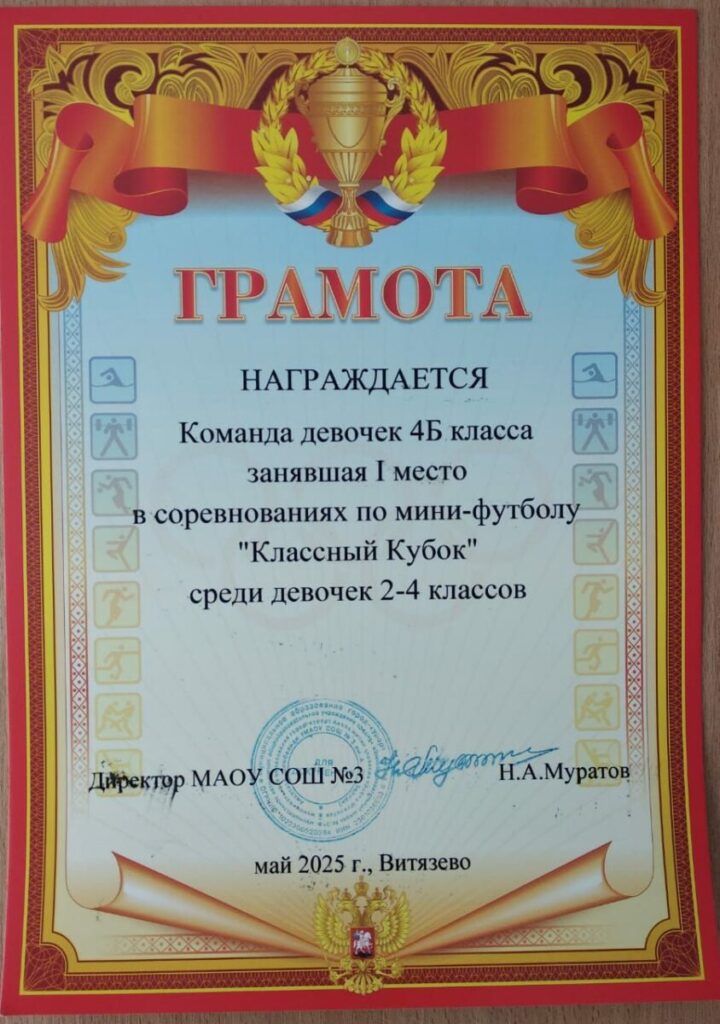 ГРАМОТА
НАГРАЖДАЕТСЯ
Команда девочек 4Б класса
занявшая I место
в соревнованиях по мини-футболу
"Классный Кубок"
среди девочек 2-4 классов
Директор МАОУ СОШ №3
Н.А.Муратов
май 2025 г., Витязево